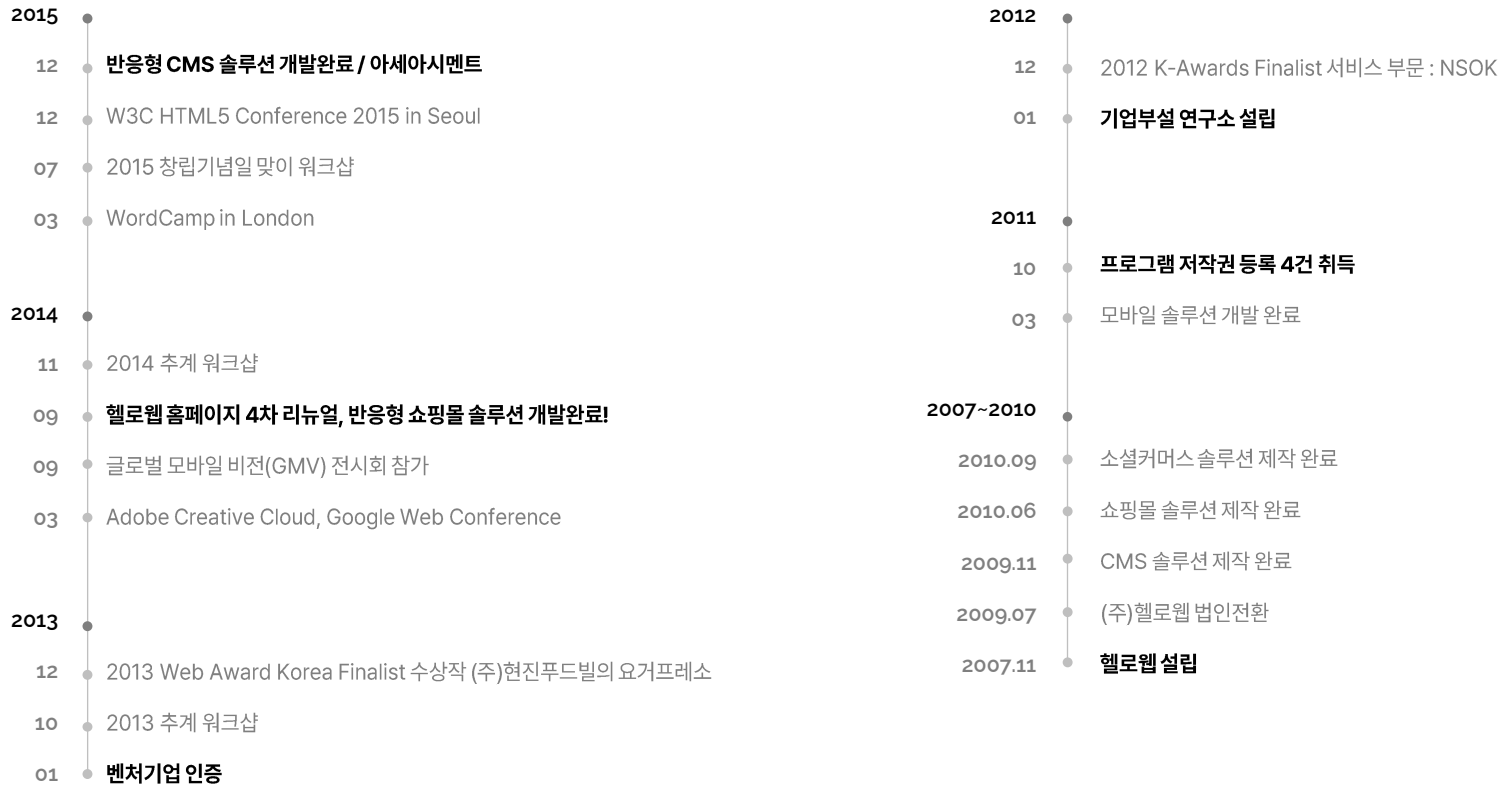 2015
12 반응형 CMS 솔루션 개발완료 / 아세아시멘트
12 W3C HTML5 Conference 2015 in Seoul
07 2015 창립기념일 맞이 워크샵
03 WordCamp in London
2014
11 2014 추계 워크샵
09 헬로웹 홈페이지 4차 리뉴얼, 반응형 쇼핑몰 솔루션 개발완료!
09 글로벌 모바일 비전(GMV) 전시회 참가
03 Adobe Creative Cloud, Google Web Conference
2013
12 2013 Web Award Korea Finalist 수상작 (주)현진푸드빌의 요거프레소
10 2013 추계 워크샵
01 벤처기업 인증
2012
12 2012 K-Awards Finalist 서비스 부문 : NSOK
01 기업부설 연구소 설립
2011
10 프로그램 저작권 등록 4건 취득
03 모바일 솔루션 개발 완료
2007~2010
2010.09 소셜커머스 솔루션 제작 완료
2010.06 쇼핑몰 솔루션 제작 완료
2009.11 CMS 솔루션 제작 완료
2009.07 (주)헬로웹 법인전환
2007.11 헬로웹 설립